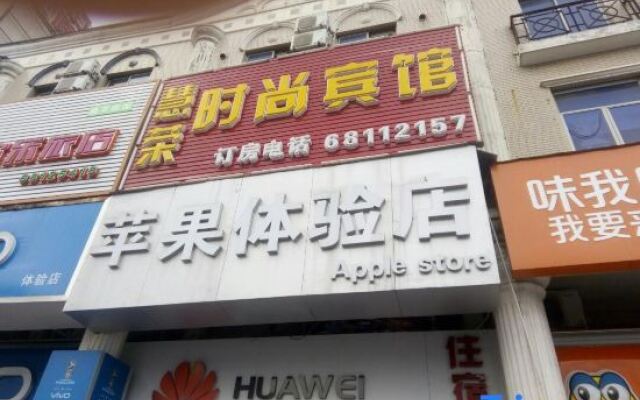 慧荣
时尚宾馆
订房电话 68112157
苹果体验店
Apple store
体验店
味我
我要
HUAWEI
住宿
vivo